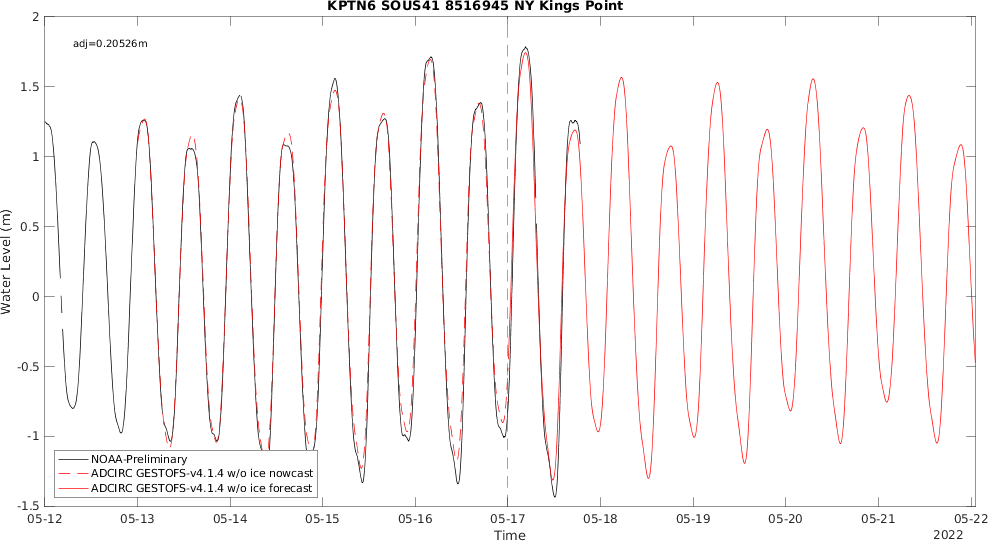 KPTN6 SOUS41 8516945 NY Kings Point
adj=0.20526m
2
1.5
1
0.5
0
-0.5
-1
-1.5
Water Level (m)
NOAA-Preliminary
ADCIRC GESTOFS-v4.1.4 w/o ice nowcast
ADCIRC GESTOFS-v4.1.4 w/o ice forecast
05-12 05-13 05-14 05-15 05-16 05-17 05-18 05-19 05-20 05-21 05-22
Time
2022